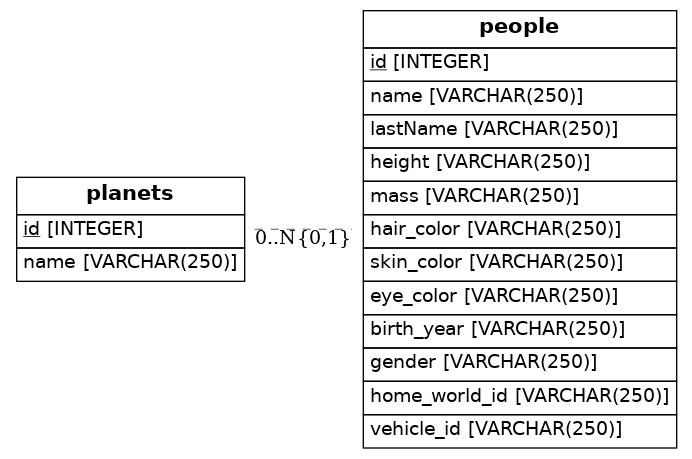 planets
id [INTEGER]
name [VARCHAR(250)]
0..N {0,1}
people
id [INTEGER]
name [VARCHAR(250)]
lastName [VARCHAR(250)]
height [VARCHAR(250)]
mass [VARCHAR(250)]
hair_color [VARCHAR(250)]
skin_color [VARCHAR(250)]
eye_color [VARCHAR(250)]
birth_year [VARCHAR(250)]
gender [VARCHAR(250)]
home_world_id [VARCHAR(250)]
vehicle_id [VARCHAR(250)]